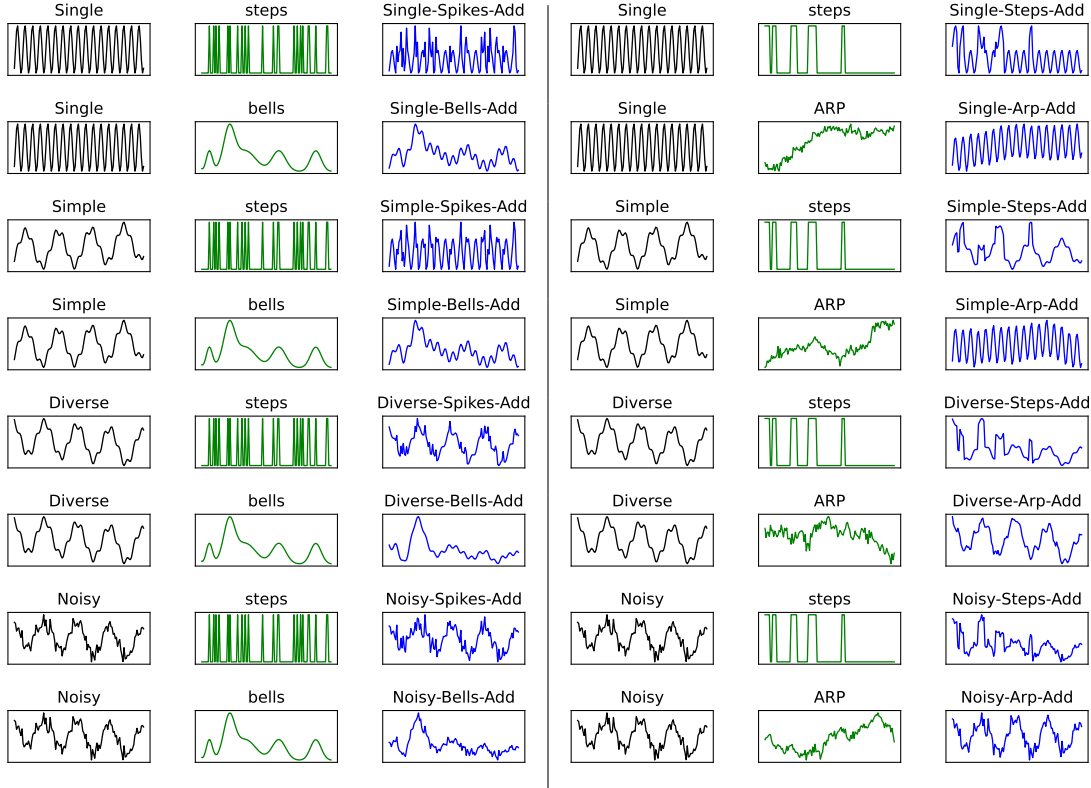 Single steps Single-Spikes-Add Single steps Single-Steps-Add
Single bells Single-Bells-Add Single ARP Single-Arp-Add
Simple steps Simple-Spikes-Add Simple steps Simple-Steps-Add
Simple bells Simple-Bells-Add Simple ARP Simple-Arp-Add
Diverse steps Diverse-Spikes-Add Diverse steps Diverse-Steps-Add
Diverse bells Diverse-Bells-Add Diverse ARP Diverse-Arp-Add
Noisy steps Noisy-Spikes-Add Noisy steps Noisy-Steps-Add
Noisy bells Noisy-Bells-Add Noisy ARP Noisy-Arp-Add